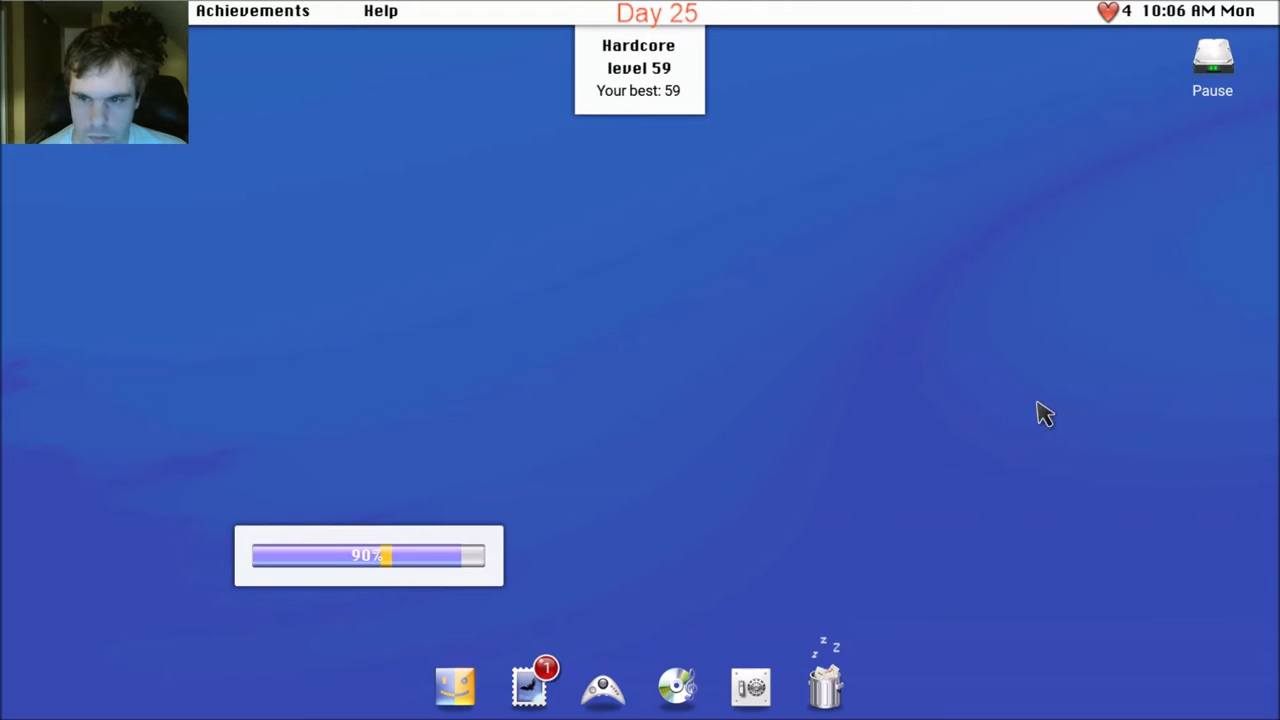 Achievements Help Day 25 4 10:06 AM Mon
Hardcore
level 59
Your best: 59
Pause
90%
1
z z
z